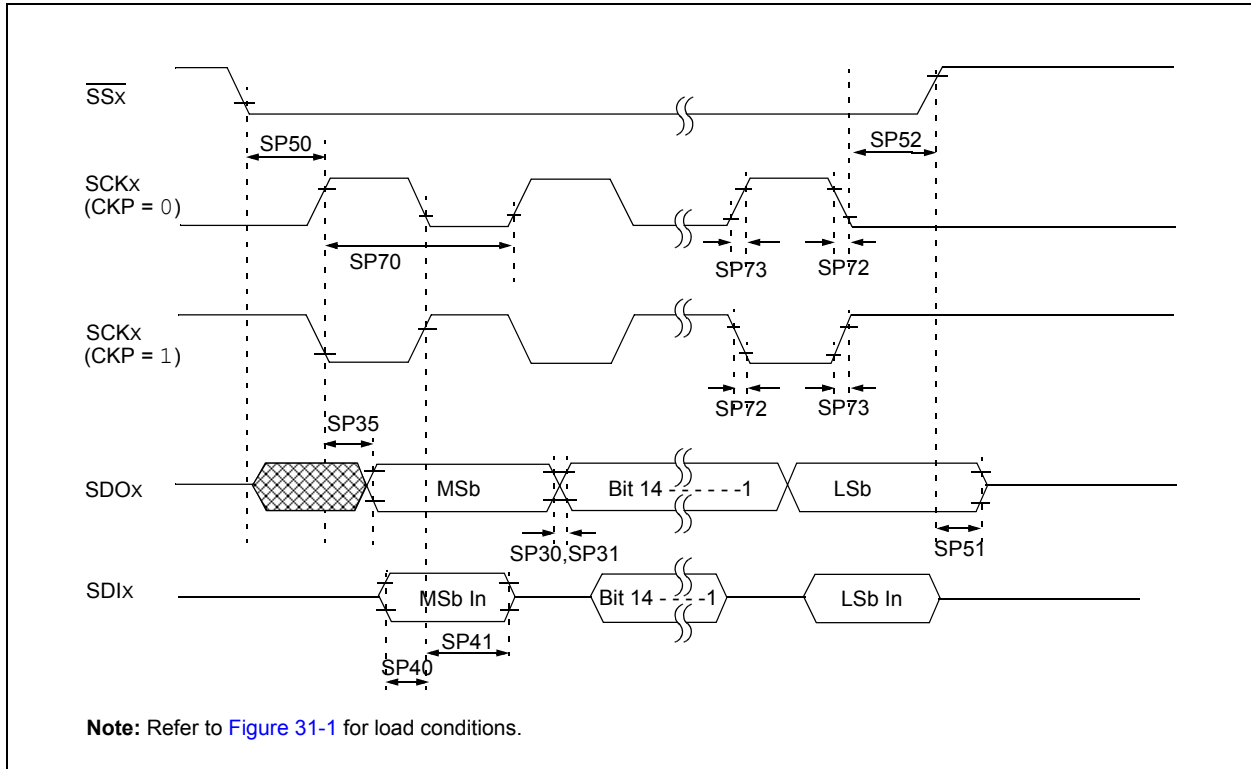 SSx
SP50
SP52
SCKx
(CKP = 0)
SP70
SP73
SP72
SCKx
(CKP = 1)
SP72
SP73
SP35
SDOx
MSb
Bit 14 - - - - - -1
LSb
SP30,SP31
SP51
SDIx
MSb In
Bit 14 - - - -1
LSb In
SP41
SP40
Note: Refer to Figure 31-1 for load conditions.